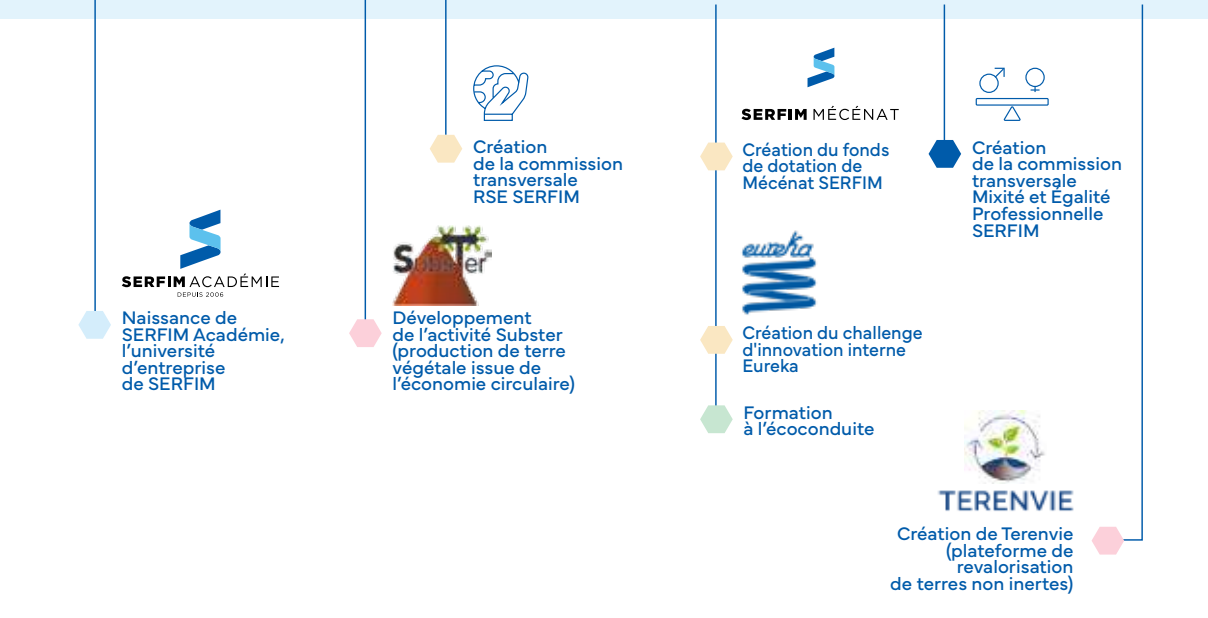 SERFIM ACADÉMIE
DEPUIS 2006
Naissance de
SERFIM Académie,
l'université
d'entreprise
de SERFIM
Création
de la commission
transversale
RSE SERFIM
SubsTer
Développement
de l'activité Subster
(production de terre
végétale issue de
l'économie circulaire)
SERFIM MÉCÉNAT
Création du fonds
de dotation de
Mécénat SERFIM
eureka
Création du challenge
d'innovation interne
Eureka
Formation
à l'écoconduite
Création
de la commission
transversale
Mixité et Égalité
Professionnelle
SERFIM
TERENVIE
Création de Terenvie
(plateforme de
revalorisation
de terres non inertes)